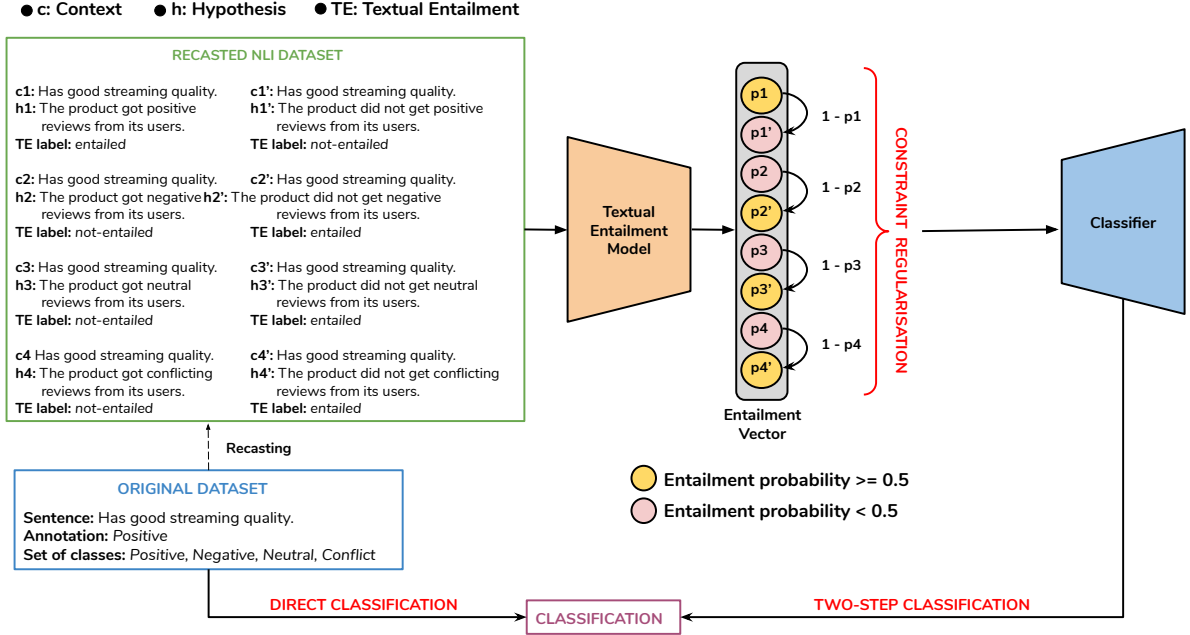 ● c: Context ● h: Hypothesis ● TE: Textual Entailment
RECASTED NLI DATASET
c1: Has good streaming quality.
h1: The product got positive
reviews from its users.
TE label: entailed
c1’: Has good streaming quality.
h1’: The product did not get positive
reviews from its users.
TE label: not-entailed
c2: Has good streaming quality.
h2: The product got negative
reviews from its users.
TE label: not-entailed
c2’: Has good streaming quality.
h2’: The product did not get negative
reviews from its users.
TE label: entailed
c3: Has good streaming quality.
h3: The product got neutral
reviews from its users.
TE label: not-entailed
c3’: Has good streaming quality.
h3’: The product did not get neutral
reviews from its users.
TE label: entailed
c4 Has good streaming quality.
h4: The product got conflicting
reviews from its users.
TE label: not-entailed
c4’: Has good streaming quality.
h4’: The product did not get conflicting
reviews from its users.
TE label: entailed
Recasting
ORIGINAL DATASET
Sentence: Has good streaming quality.
Annotation: Positive
Set of classes: Positive, Negative, Neutral, Conflict
Textual
Entailment
Model
p1
p1’
p2
p2’
p3
p3’
p4
p4’
1 - p1
1 - p2
1 - p3
1 - p4
Entailment
Vector
CONSTRAINT REGULARISATION
Classifier
Entailment probability >= 0.5
Entailment probability < 0.5
DIRECT CLASSIFICATION
CLASSIFICATION
TWO-STEP CLASSIFICATION